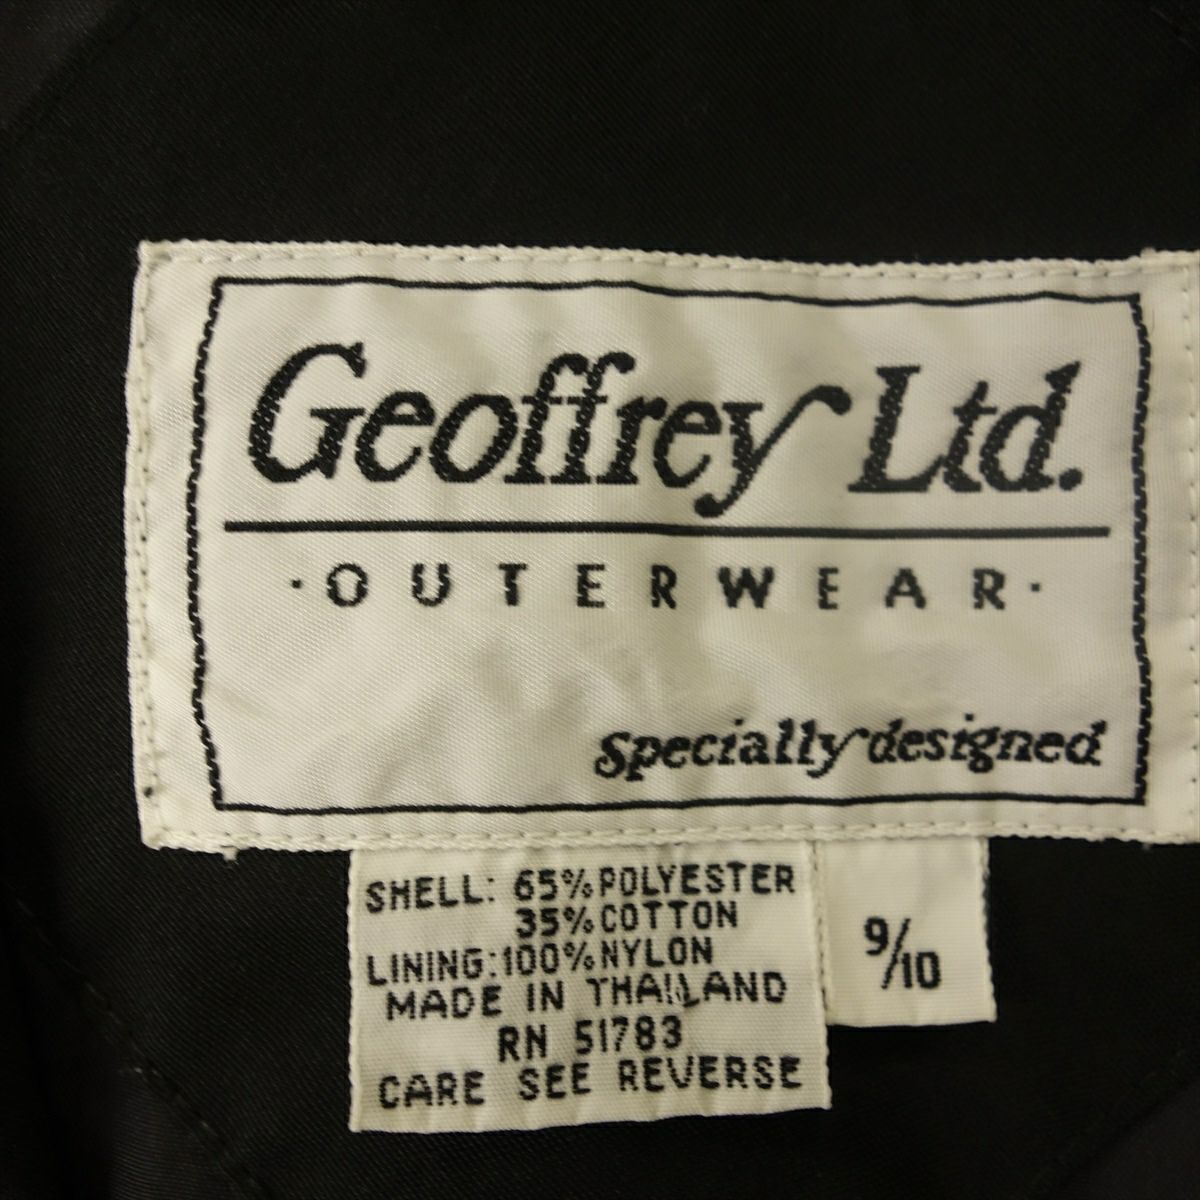 Geoffrey Ltd.
·OUTERWEAR·
Specially designed
SHELL: 65% POLYESTER
35% COTTON
LINING: 100% NYLON
MADE IN THAILAND
RN 51783
CARE SEE REVERSE
9/10